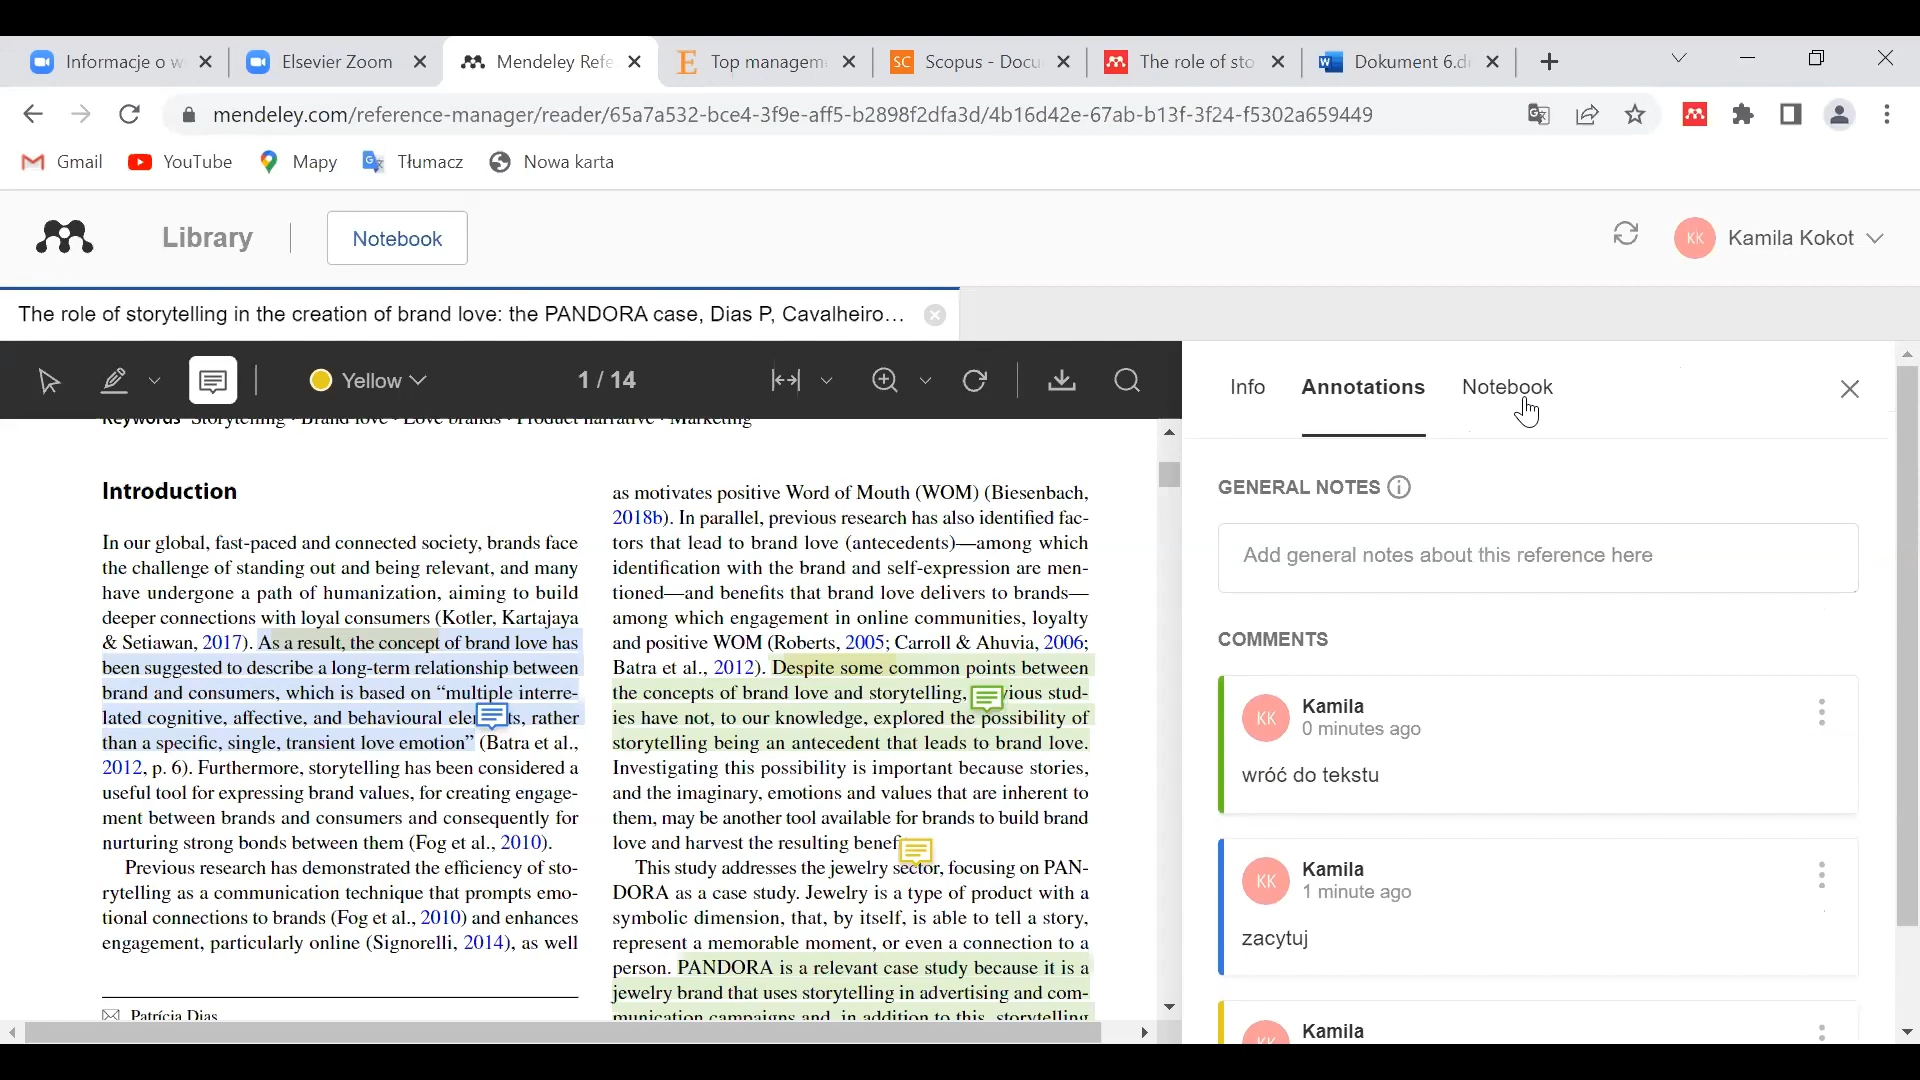 Informacje o w
Elsevier Zoom
Mendeley Refe
Top managem
Scopus - Docu
The role of sto
Dokument 6.d
mendeley.com/reference-manager/reader/65a7a532-bce4-3f9e-aff5-b2898f2dfa3d/4b16d42e-67ab-b13f-3f24-f5302a659449
Gmail
YouTube
Mapy
Tłumacz
Nowa karta
Library
Notebook
KK
Kamila Kokot
The role of storytelling in the creation of brand love: the PANDORA case, Dias P, Cavalheiro...
Yellow
1 / 14
Keywords Storytelling · Brand love · Love brands · Product narrative · Marketing
Introduction
In our global, fast-paced and connected society, brands face
the challenge of standing out and being relevant, and many
have undergone a path of humanization, aiming to build
deeper connections with loyal consumers (Kotler, Kartajaya
& Setiawan, 2017). As a result, the concept of brand love has
been suggested to describe a long-term relationship between
brand and consumers, which is based on “multiple interre-
lated cognitive, affective, and behavioural ele ts, rather
than a specific, single, transient love emotion” (Batra et al.,
2012, p. 6). Furthermore, storytelling has been considered a
useful tool for expressing brand values, for creating engage-
ment between brands and consumers and consequently for
nurturing strong bonds between them (Fog et al., 2010).
Previous research has demonstrated the efficiency of sto-
rytelling as a communication technique that prompts emo-
tional connections to brands (Fog et al., 2010) and enhances
engagement, particularly online (Signorelli, 2014), as well
Patrícia Dias
as motivates positive Word of Mouth (WOM) (Biesenbach,
2018b). In parallel, previous research has also identified fac-
tors that lead to brand love (antecedents)—among which
identification with the brand and self-expression are men-
tioned—and benefits that brand love delivers to brands—
among which engagement in online communities, loyalty
and positive WOM (Roberts, 2005; Carroll & Ahuvia, 2006;
Batra et al., 2012). Despite some common points between
the concepts of brand love and storytelling, vious stud-
ies have not, to our knowledge, explored the possibility of
storytelling being an antecedent that leads to brand love.
Investigating this possibility is important because stories,
and the imaginary, emotions and values that are inherent to
them, may be another tool available for brands to build brand
love and harvest the resulting benef
This study addresses the jewelry sector, focusing on PAN-
DORA as a case study. Jewelry is a type of product with a
symbolic dimension, that, by itself, is able to tell a story,
represent a memorable moment, or even a connection to a
person. PANDORA is a relevant case study because it is a
jewelry brand that uses storytelling in advertising and com-
munication campaigns and, in addition to this, storytelling
Info
Annotations
Notebook
GENERAL NOTES
Add general notes about this reference here
COMMENTS
KK
Kamila
0 minutes ago
wróć do tekstu
KK
Kamila
1 minute ago
zacytuj
KK
Kamila